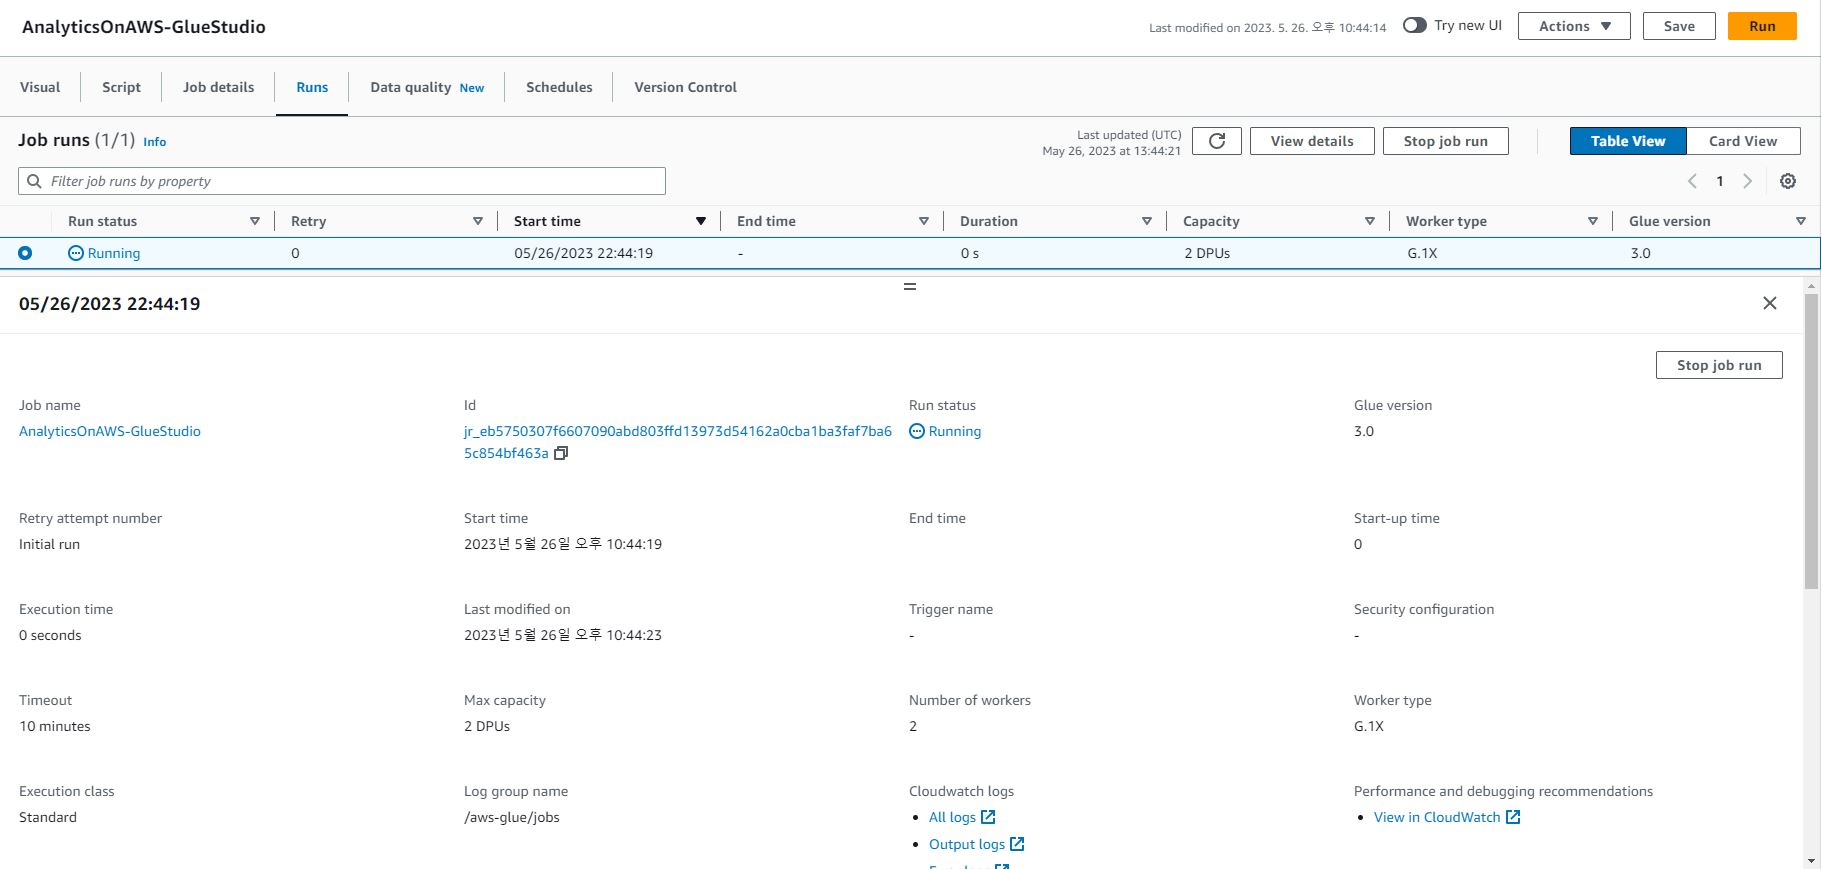 AnalyticsOnAWS-GlueStudio
Last modified on 2023. 5. 26. 오후 10:44:14
Try new UI
Actions
Save
Run
Visual
Script
Job details
Runs
Data quality New
Schedules
Version Control
Job runs (1/1) Info
Last updated (UTC)
May 26, 2023 at 13:44:21
View details
Stop job run
Table View
Card View
Filter job runs by property
1
Run status
Retry
Start time
End time
Duration
Capacity
Worker type
Glue version
Running
0
05/26/2023 22:44:19
-
0 s
2 DPUs
G.1X
3.0
05/26/2023 22:44:19
Stop job run
Job name
AnalyticsOnAWS-GlueStudio
Id
jr_eb5750307f6607090abd803ffd13973d54162a0cba1ba3faf7ba6
5c854bf463a
Run status
Running
Glue version
3.0
Retry attempt number
Initial run
Start time
2023년 5월 26일 오후 10:44:19
End time
Start-up time
0
Execution time
0 seconds
Last modified on
2023년 5월 26일 오후 10:44:23
Trigger name
-
Security configuration
-
Timeout
10 minutes
Max capacity
2 DPUs
Number of workers
2
Worker type
G.1X
Execution class
Standard
Log group name
/aws-glue/jobs
Cloudwatch logs
All logs
Output logs
Performance and debugging recommendations
View in CloudWatch